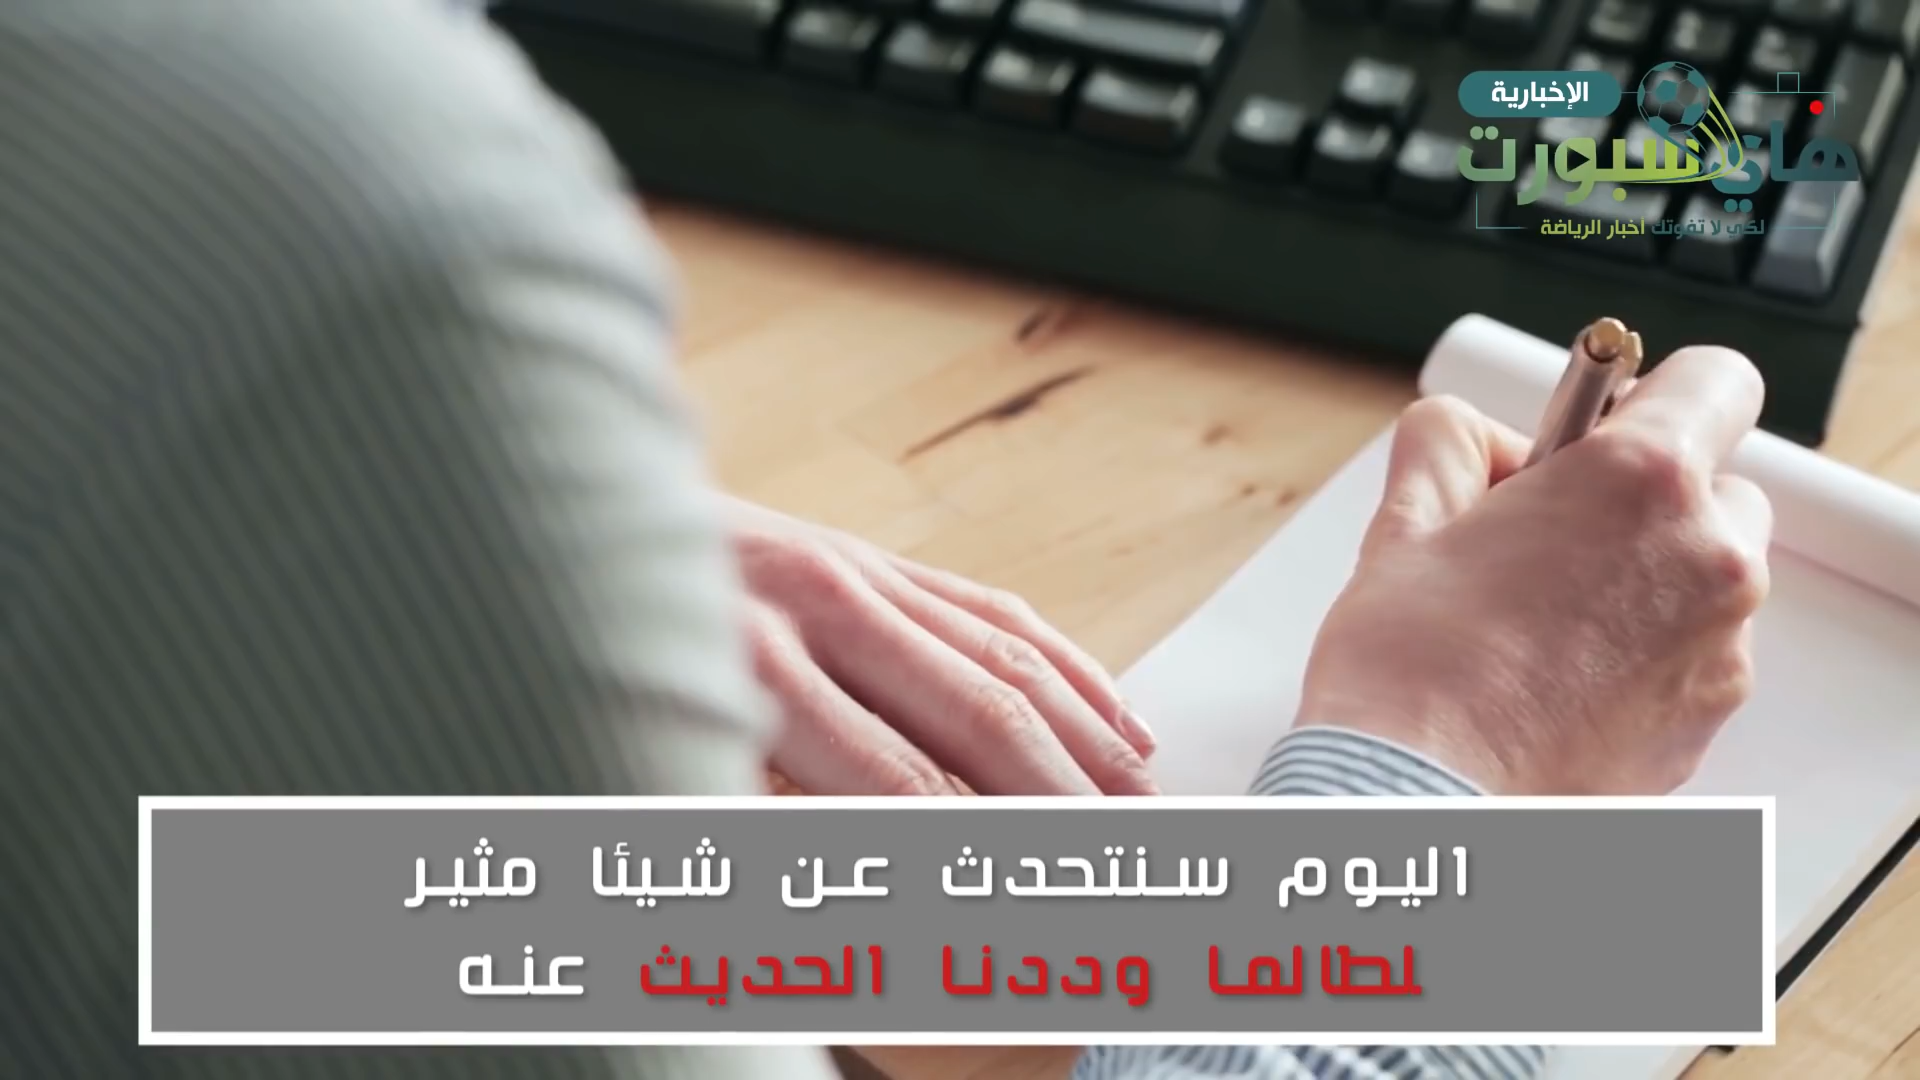 الإخبارية
هاي سبورت
لكي لا تفوتك أخبار الرياضة
اليوم سنتحدث عن شيئا مثير
لطالما وددنا الحديث عنه